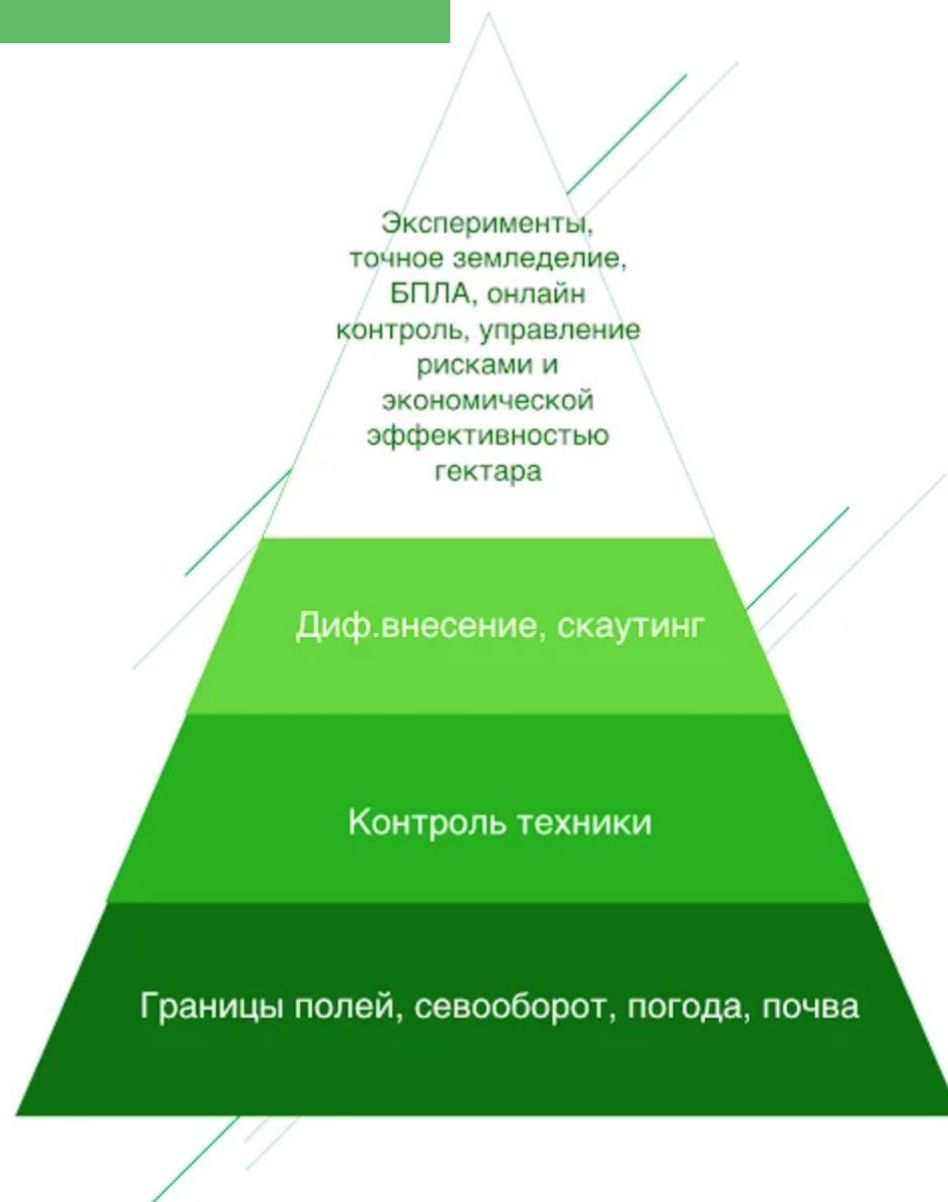 Эксперименты,
точное земледелие,
БПЛА, онлайн
контроль, управление
рисками и
экономической
эффективностью
гектара
Диф.внесение, скаутинг
Контроль техники
Границы полей, севооборот, погода, почва